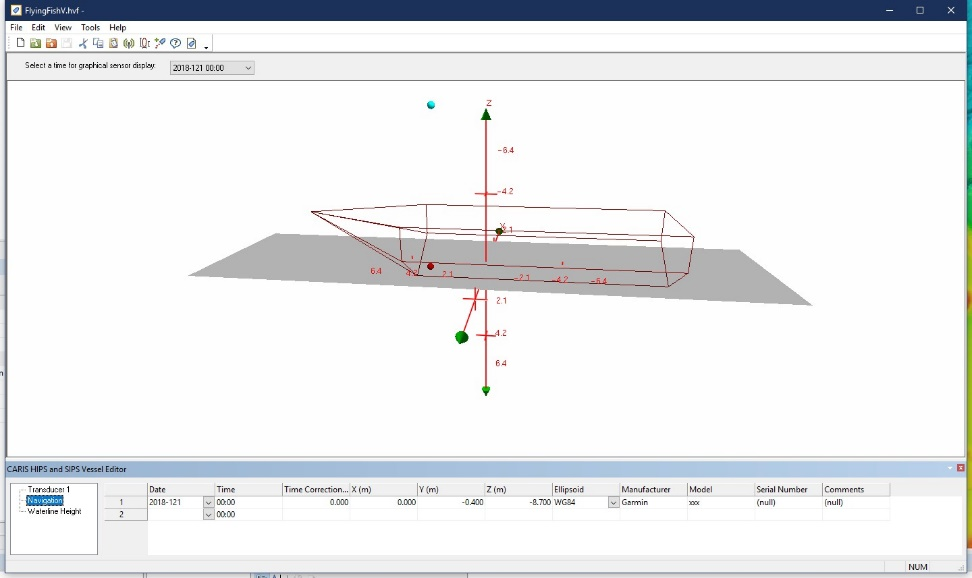 FlyingFishV.hvf -
File Edit View Tools Help
Select a time for graphical sensor display: 2018-121 00:00
Z
-6.4
-4.2
2.1
6.4 4.2 2.1 -2.1 -4.2 -6.4
2.1
4.2
6.4
CARIS HIPS and SIPS Vessel Editor
Transducer 1
Navigation
Waterline Height
Date Time Time Correction... X (m) Y (m) Z (m) Ellipsoid Manufacturer Model Serial Number Comments
1 2018-121 00:00 0.000 0.000 -0.400 -8.700 WG84 Garmin xxx (null) (null)
2 00:00
NUM